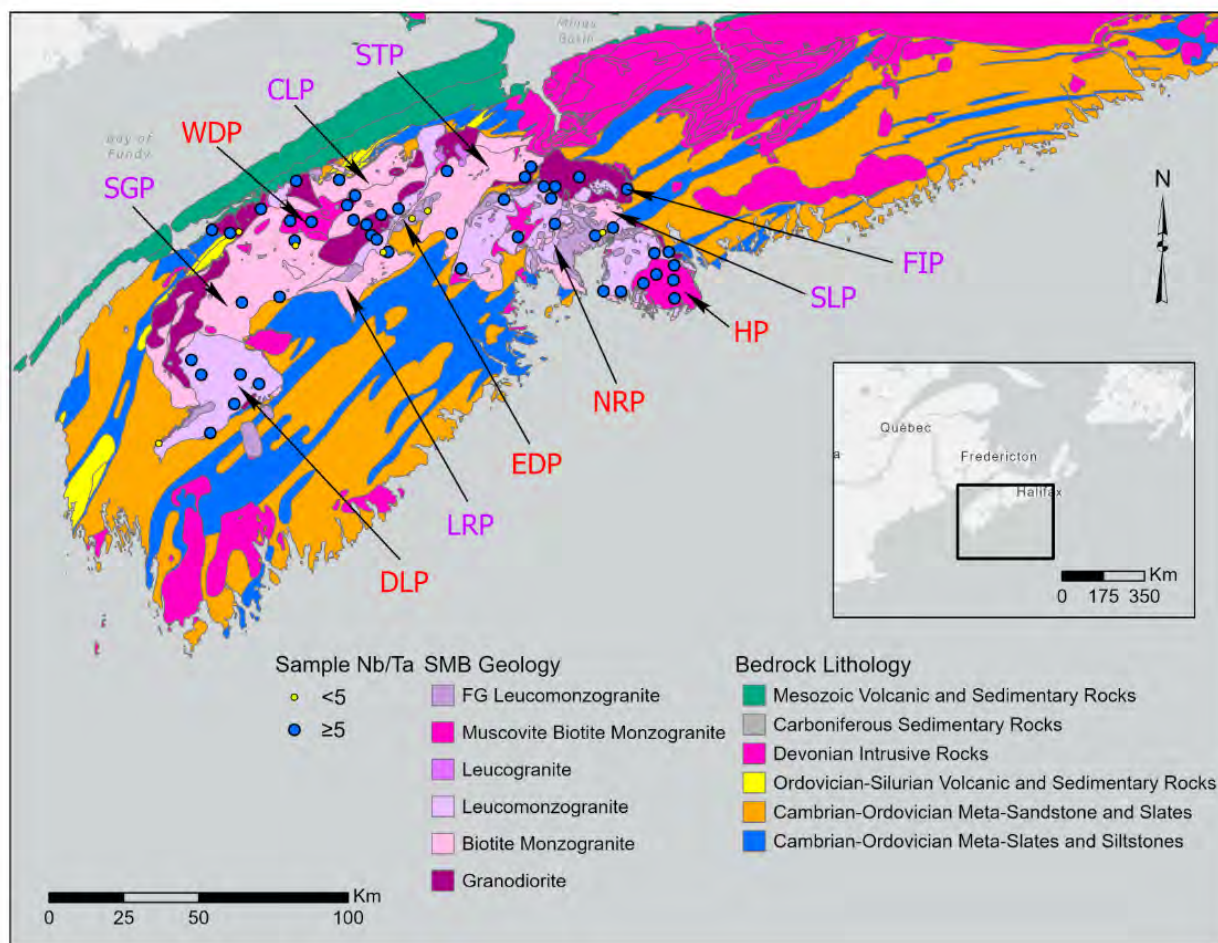 Minas
Basin
STP
CLP
WDP
Bay of
Fundy
SGP
N
FIP
SLP
HP
NRP
EDP
LRP
DLP
Québec
a
Fredericton
Halifax
Km
0 175 350
Sample Nb/Ta
<5
≥5
SMB Geology
FG Leucomonzogranite
Muscovite Biotite Monzogranite
Leucogranite
Leucomonzogranite
Biotite Monzogranite
Granodiorite
Bedrock Lithology
Mesozoic Volcanic and Sedimentary Rocks
Carboniferous Sedimentary Rocks
Devonian Intrusive Rocks
Ordovician-Silurian Volcanic and Sedimentary Rocks
Cambrian-Ordovician Meta-Sandstone and Slates
Cambrian-Ordovician Meta-Slates and Siltstones
Km
0 25 50 100